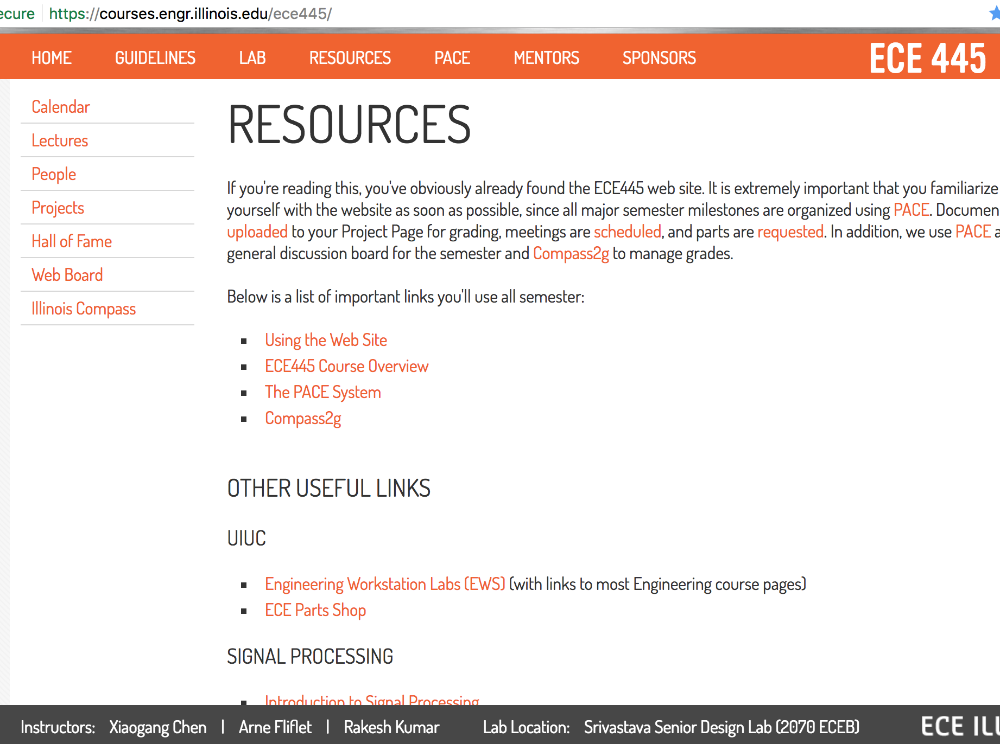 https://courses.engr.illinois.edu/ece445/
HOME GUIDELINES LAB RESOURCES PACE MENTORS SPONSORS ECE 445
Calendar
Lectures
People
Projects
Hall of Fame
Web Board
Illinois Compass
RESOURCES
If you're reading this, you've obviously already found the ECE445 web site. It is extremely important that you familiarize
yourself with the website as soon as possible, since all major semester milestones are organized using PACE. Documen
uploaded to your Project Page for grading, meetings are scheduled, and parts are requested. In addition, we use PACE a
general discussion board for the semester and Compass2g to manage grades.
Below is a list of important links you'll use all semester:
Using the Web Site
ECE445 Course Overview
The PACE System
Compass2g
OTHER USEFUL LINKS
UIUC
Engineering Workstation Labs (EWS) (with links to most Engineering course pages)
ECE Parts Shop
SIGNAL PROCESSING
Introduction to Signal Processing
Instructors: Xiaogang Chen | Arne Fliflet | Rakesh Kumar Lab Location: Srivastava Senior Design Lab (2070 ECEB) ECE